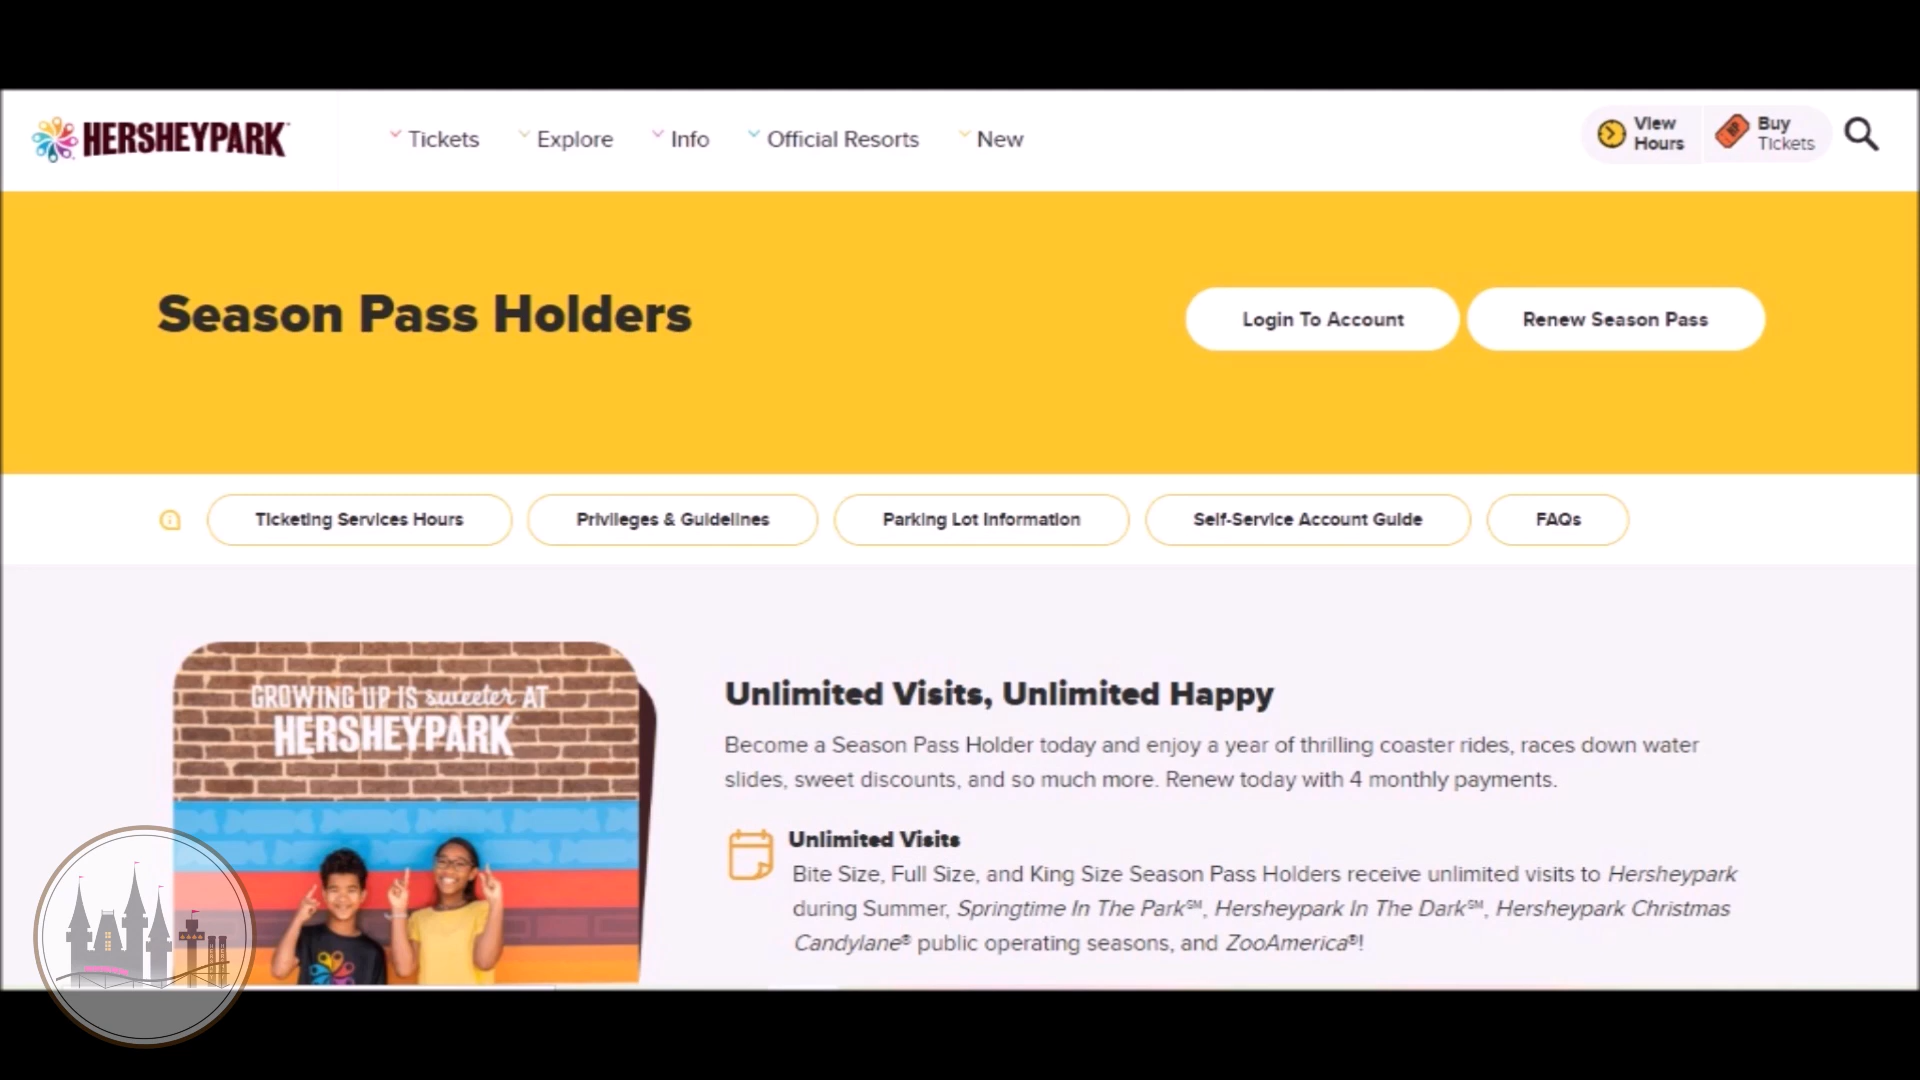 HERSHEYPARK
Tickets
Explore
Info
Official Resorts
New
View
Hours
Buy
Tickets
Season Pass Holders
Login To Account
Renew Season Pass
Ticketing Services Hours
Privileges & Guidelines
Parking Lot Information
Self-Service Account Guide
FAQs
GROWING UP IS sweeter AT
HERSHEYPARK
Unlimited Visits, Unlimited Happy
Become a Season Pass Holder today and enjoy a year of thrilling coaster rides, races down water
slides, sweet discounts, and so much more. Renew today with 4 monthly payments.
Unlimited Visits
Bite Size, Full Size, and King Size Season Pass Holders receive unlimited visits to Hersheypark
during Summer, Springtime In The Park℠, Hersheypark In The Dark℠, Hersheypark Christmas
Candylane® public operating seasons, and ZooAmerica®!